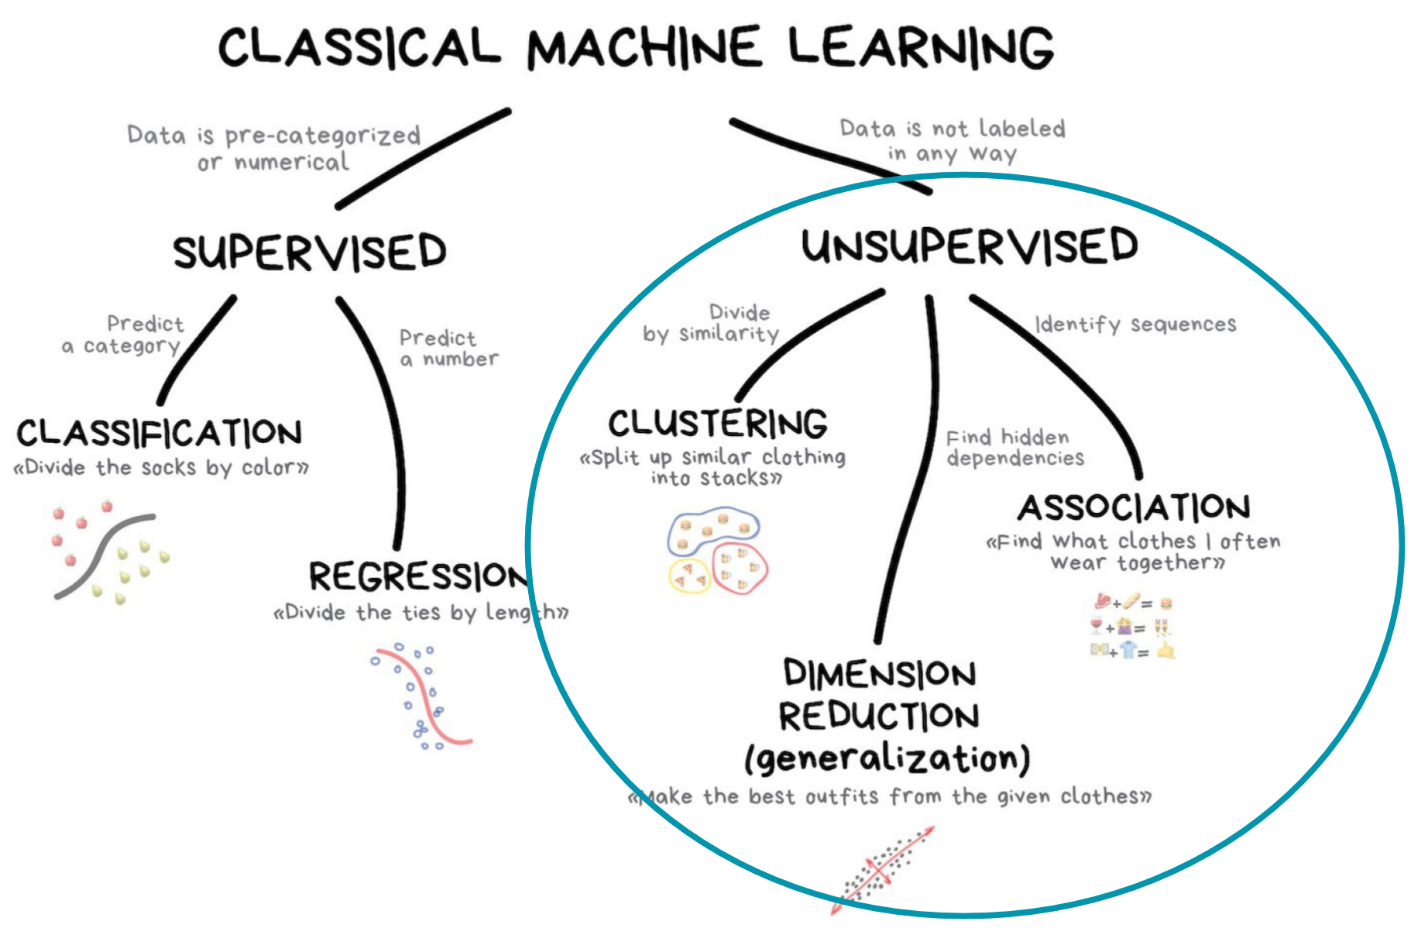 CLASSICAL MACHINE LEARNING
Data is pre-categorized
or numerical
Data is not labeled
in any way
SUPERVISED
UNSUPERVISED
Predict
a category
Predict
a number
Divide
by similarity
Identify sequences
CLASSIFICATION
«Divide the socks by color»
CLUSTERING
«Split up similar clothing
into stacks»
Find hidden
dependencies
ASSOCIATION
«Find what clothes I often
wear together»
REGRESSION
«Divide the ties by length»
+ =
+ =
+ =
DIMENSION
REDUCTION
(generalization)
«Make the best outfits from the given clothes»